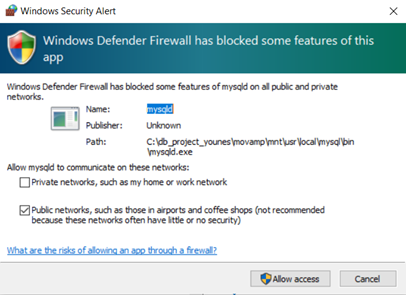 Windows Security Alert
Windows Defender Firewall has blocked some features of this
app
Windows Defender Firewall has blocked some features of mysqld on all public and private
networks.
Name: mysqld
Publisher: Unknown
Path: C:\db_project_younes\movamp\mnt\usr\local\mysql\bin
\mysqld.exe
Allow mysqld to communicate on these networks:
Private networks, such as my home or work network
Public networks, such as those in airports and coffee shops (not recommended
because these networks often have little or no security)
What are the risks of allowing an app through a firewall?
Allow access Cancel